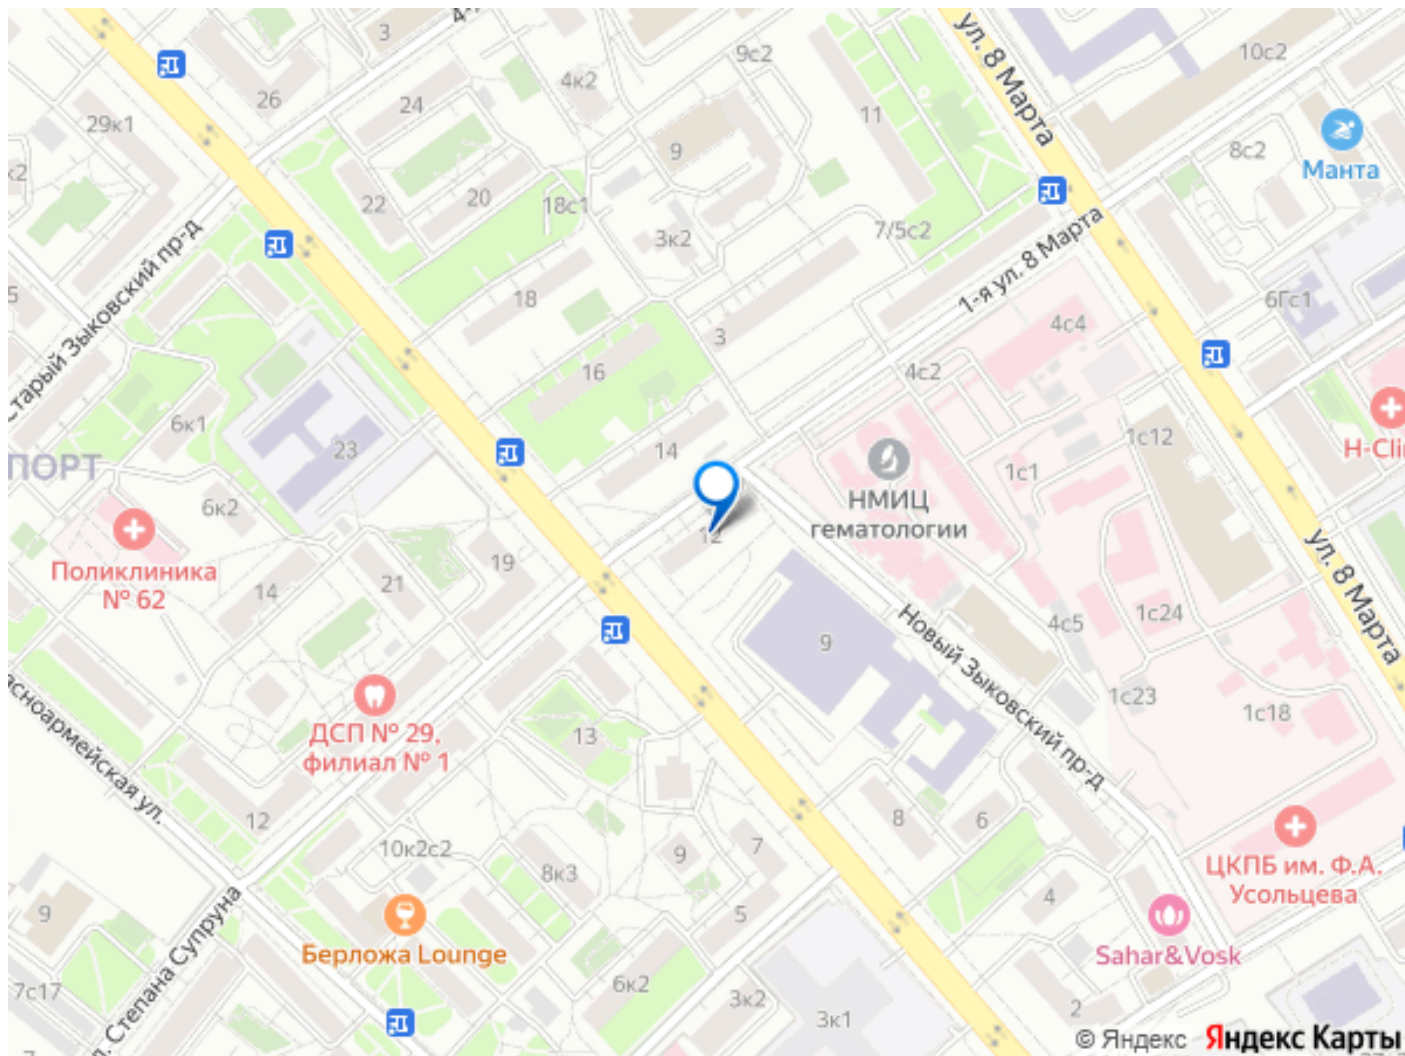 3
9с2
10с2
26
24
4к2
29к1
11
ул. 8 Марта
9
8с2
Манта
к2
22
20
18с1
3к2
7/5с2
1-я ул. 8 Марта
Старый Зыковский пр-д
5
18
3
6Гс1
4с4
16
4с2
6к1
23
14
1с12
H-Cli
ПОРТ
НМИЦ
гематологии
1с1
6к2
12
Поликлиника
№ 62
14
21
19
ул. 8 Марта
Новый Зыковский пр-д
9
4с5
1с24
1с23
1с18
расноармейская ул.
ДСП № 29,
филиал № 1
13
12
10к2с2
8к3
9
7
8
6
ЦКПБ им. Ф.А.
Усольцева
4
9
5
Берложа Lounge
Sahar&Vosk
7с17
л. Степана Супруна
6к2
3к2
3к1
2
© Яндекс Яндекс Карты